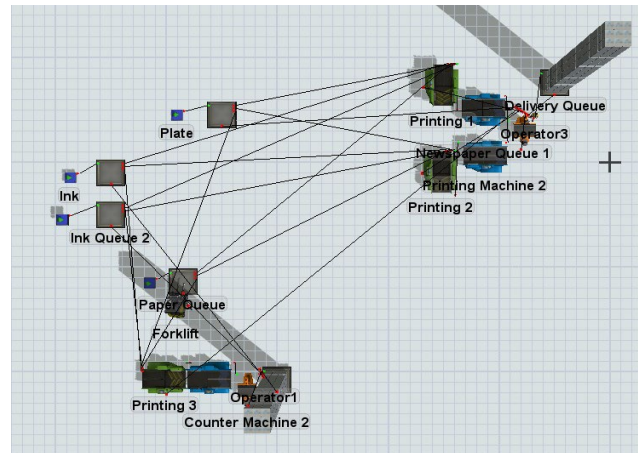 Delivery Queue
Printing 1
Plate
Operator3
Newspaper Queue 1
Printing Machine 2
Ink
Printing 2
Ink Queue 2
Paper Queue
Forklift
Operator1
Printing 3
Counter Machine 2